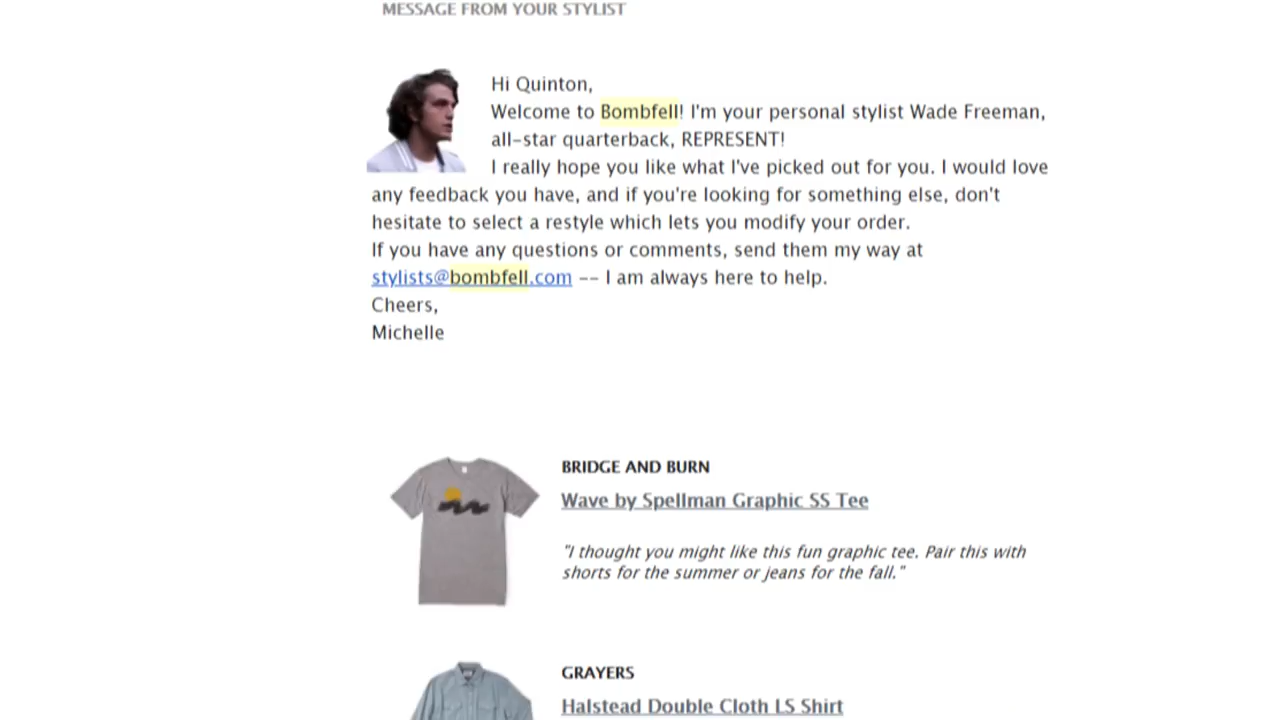 MESSAGE FROM YOUR STYLIST
Hi Quinton,
Welcome to Bombfell! I'm your personal stylist Wade Freeman,
all-star quarterback, REPRESENT!
I really hope you like what I've picked out for you. I would love
any feedback you have, and if you're looking for something else, don't
hesitate to select a restyle which lets you modify your order.
If you have any questions or comments, send them my way at
stylists@bombfell.com -- I am always here to help.
Cheers,
Michelle
BRIDGE AND BURN
Wave by Spellman Graphic SS Tee
"I thought you might like this fun graphic tee. Pair this with
shorts for the summer or jeans for the fall."
GRAYERS
Halstead Double Cloth LS Shirt